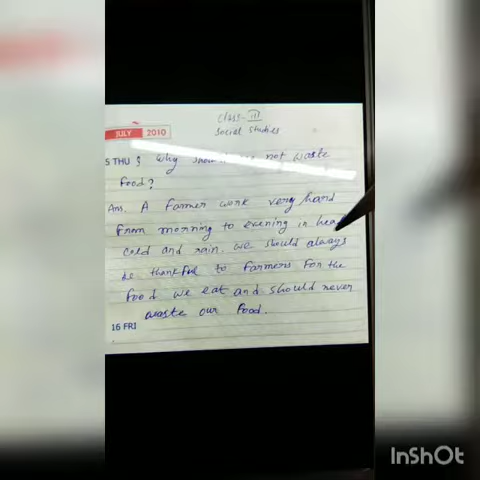 Class-III
JULY 2010
Social Studies
5 THU Why not waste
food?
Ans. A farmer work very hard
from morning to evening in
cold and rain. we should always
be thankful to farmers for the
food we eat and should never
waste our food.
16 FRI
InShOt